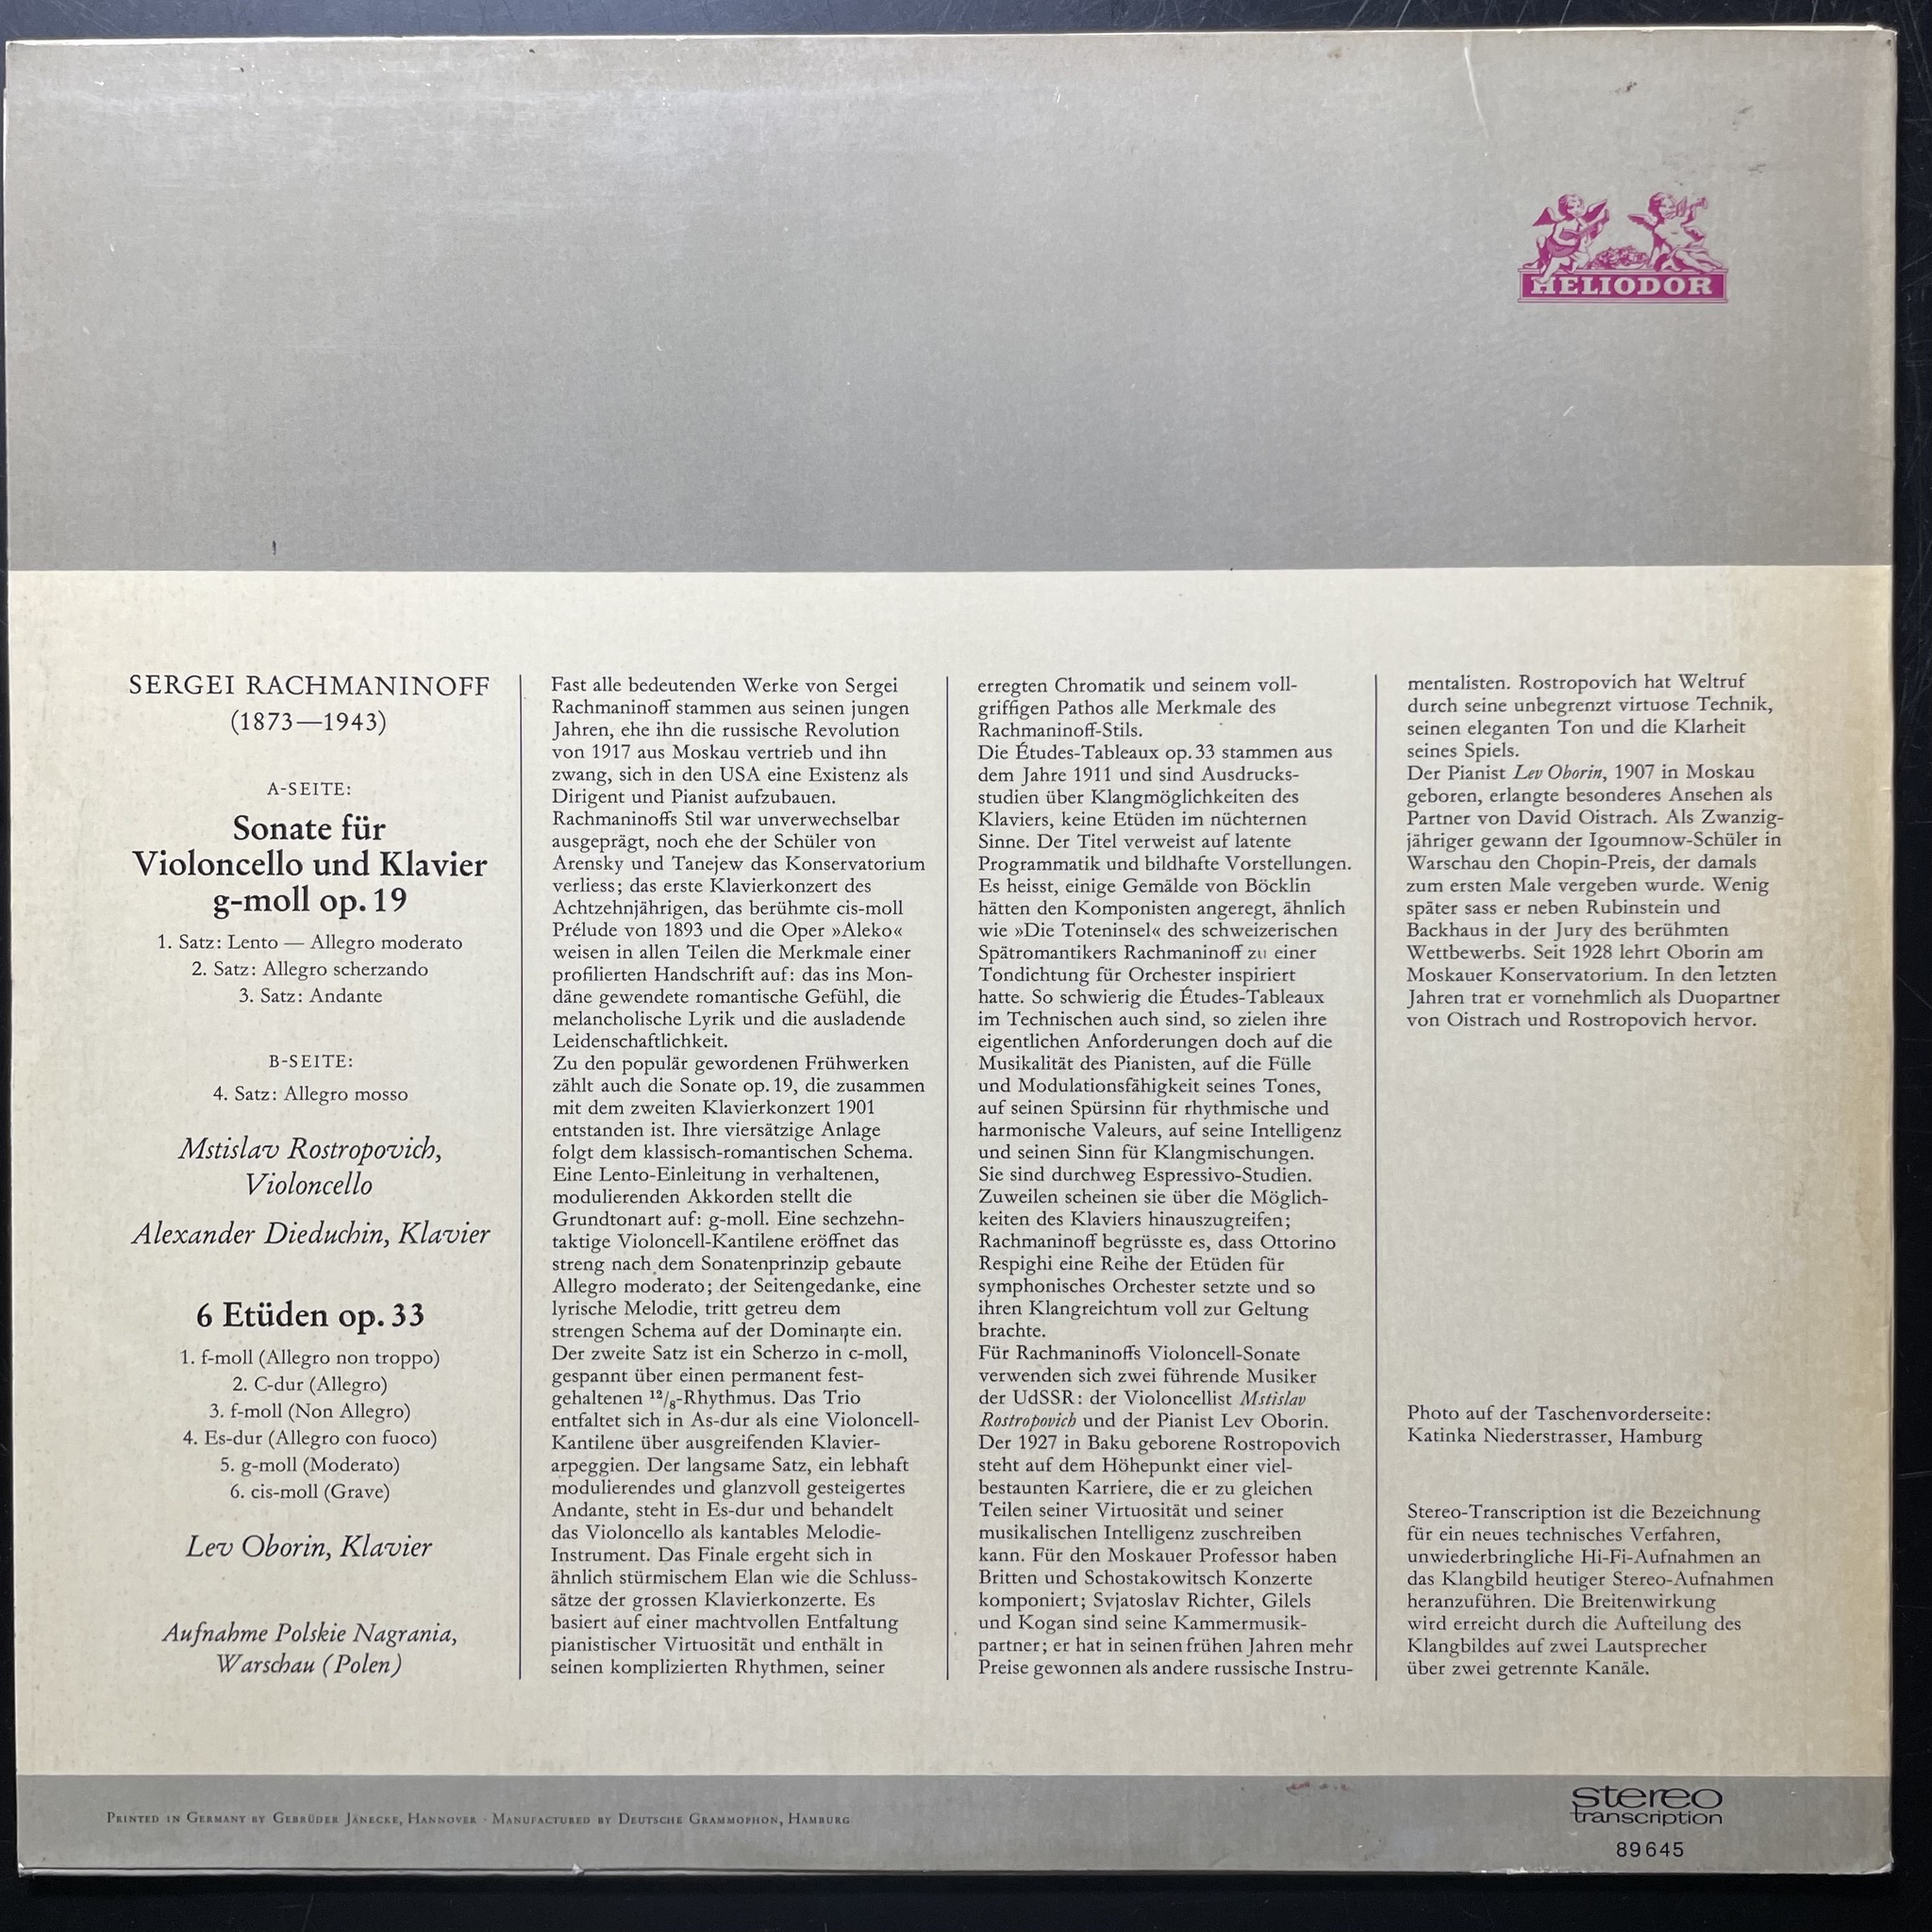 HELIODOR
SERGEI RACHMANINOFF
(1873—1943)
A-SEITE:
Sonate für
Violoncello und Klavier
g-moll op. 19
1. Satz: Lento — Allegro moderato
2. Satz: Allegro scherzando
3. Satz: Andante
B-SEITE:
4. Satz: Allegro mosso
Mstislav Rostropovich,
Violoncello
Alexander Dieduchin, Klavier
6 Etüden op. 33
1. f-moll (Allegro non troppo)
2. C-dur (Allegro)
3. f-moll (Non Allegro)
4. Es-dur (Allegro con fuoco)
5. g-moll (Moderato)
6. cis-moll (Grave)
Lev Oborin, Klavier
Aufnahme Polskie Nagrania,
Warschau (Polen)
Fast alle bedeutenden Werke von Sergei
Rachmaninoff stammen aus seinen jungen
Jahren, ehe ihn die russische Revolution
von 1917 aus Moskau vertrieb und ihn
zwang, sich in den USA eine Existenz als
Dirigent und Pianist aufzubauen.
Rachmaninoffs Stil war unverwechselbar
ausgeprägt, noch ehe der Schüler von
Arensky und Tanejew das Konservatorium
verliess; das erste Klavierkonzert des
Achtzehnjährigen, das berühmte cis-moll
Prélude von 1893 und die Oper »Aleko«
weisen in allen Teilen die Merkmale einer
profilierten Handschrift auf: das ins Mon-
däne gewendete romantische Gefühl, die
melancholische Lyrik und die ausladende
Leidenschaftlichkeit.
Zu den populär gewordenen Frühwerken
zählt auch die Sonate op. 19, die zusammen
mit dem zweiten Klavierkonzert 1901
entstanden ist. Ihre viersätzige Anlage
folgt dem klassisch-romantischen Schema.
Eine Lento-Einleitung in verhaltenen,
modulierenden Akkorden stellt die
Grundtonart auf: g-moll. Eine sechzehn-
taktige Violoncell-Kantilene eröffnet das
streng nach dem Sonatenprinzip gebaute
Allegro moderato; der Seitengedanke, eine
lyrische Melodie, tritt getreu dem
strengen Schema auf der Dominante ein.
Der zweite Satz ist ein Scherzo in c-moll,
gespannt über einen permanent fest-
gehaltenen 12/8-Rhythmus. Das Trio
entfaltet sich in As-dur als eine Violoncell-
Kantilene über ausgreifenden Klavier-
arpeggien. Der langsame Satz, ein lebhaft
modulierendes und glanzvoll gesteigertes
Andante, steht in Es-dur und behandelt
das Violoncello als kantables Melodie-
Instrument. Das Finale ergeht sich in
ähnlich stürmischem Elan wie die Schluss-
sätze der grossen Klavierkonzerte. Es
basiert auf einer machtvollen Entfaltung
pianistischer Virtuosität und enthält in
seinen komplizierten Rhythmen, seiner
erregten Chromatik und seinem voll-
griffigen Pathos alle Merkmale des
Rachmaninoff-Stils.
Die Études-Tableaux op. 33 stammen aus
dem Jahre 1911 und sind Ausdrucks-
studien über Klangmöglichkeiten des
Klaviers, keine Etüden im nüchternen
Sinne. Der Titel verweist auf latente
Programmatik und bildhafte Vorstellungen.
Es heisst, einige Gemälde von Böcklin
hätten den Komponisten angeregt, ähnlich
wie »Die Toteninsel« des schweizerischen
Spätromantikers Rachmaninoff zu einer
Tondichtung für Orchester inspiriert
hatte. So schwierig die Études-Tableaux
im Technischen auch sind, so zielen ihre
eigentlichen Anforderungen doch auf die
Musikalität des Pianisten, auf die Fülle
und Modulationsfähigkeit seines Tones,
auf seinen Spürsinn für rhythmische und
harmonische Valeurs, auf seine Intelligenz
und seinen Sinn für Klangmischungen.
Sie sind durchweg Espressivo-Studien.
Zuweilen scheinen sie über die Möglich-
keiten des Klaviers hinauszugreifen;
Rachmaninoff begrüsste es, dass Ottorino
Respighi eine Reihe der Etüden für
symphonisches Orchester setzte und so
ihren Klangreichtum voll zur Geltung
brachte.
Für Rachmaninoffs Violoncell-Sonate
verwenden sich zwei führende Musiker
der UdSSR: der Violoncellist Mstislav
Rostropovich und der Pianist Lev Oborin.
Der 1927 in Baku geborene Rostropovich
steht auf dem Höhepunkt einer viel-
bestaunten Karriere, die er zu gleichen
Teilen seiner Virtuosität und seiner
musikalischen Intelligenz zuschreiben
kann. Für den Moskauer Professor haben
Britten und Schostakowitsch Konzerte
komponiert; Svjatoslav Richter, Gilels
und Kogan sind seine Kammermusik-
partner; er hat in seinen frühen Jahren mehr
Preise gewonnen als andere russische Instru-
mentalisten. Rostropovich hat Weltruf
durch seine unbegrenzt virtuose Technik,
seinen eleganten Ton und die Klarheit
seines Spiels.
Der Pianist Lev Oborin, 1907 in Moskau
geboren, erlangte besonderes Ansehen als
Partner von David Oistrach. Als Zwanzig-
jähriger gewann der Igoumnow-Schüler in
Warschau den Chopin-Preis, der damals
zum ersten Male vergeben wurde. Wenig
später sass er neben Rubinstein und
Backhaus in der Jury des berühmten
Wettbewerbs. Seit 1928 lehrt Oborin am
Moskauer Konservatorium. In den letzten
Jahren trat er vornehmlich als Duopartner
von Oistrach und Rostropovich hervor.
Photo auf der Taschenvorderseite:
Katinka Niederstrasser, Hamburg
Stereo-Transcription ist die Bezeichnung
für ein neues technisches Verfahren,
unwiederbringliche Hi-Fi-Aufnahmen an
das Klangbild heutiger Stereo-Aufnahmen
heranzuführen. Die Breitenwirkung
wird erreicht durch die Aufteilung des
Klangbildes auf zwei Lautsprecher
über zwei getrennte Kanäle.
PRINTED IN GERMANY BY GEBRÜDER JÄNECKE, HANNOVER · MANUFACTURED BY DEUTSCHE GRAMMOPHON, HAMBURG
stereo
transcription
89645